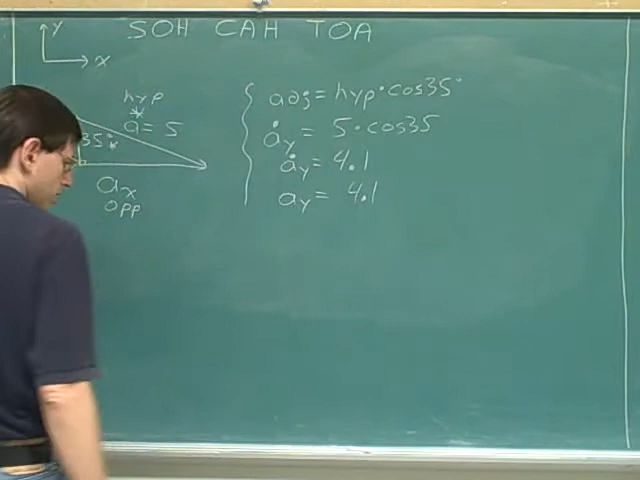 SOH CAH TOA
Y
X
hyp
a = 5
35°
ax
opp
adj = hyp·cos35°
ay = 5·cos35
ay = 4.1
ay = 4.1